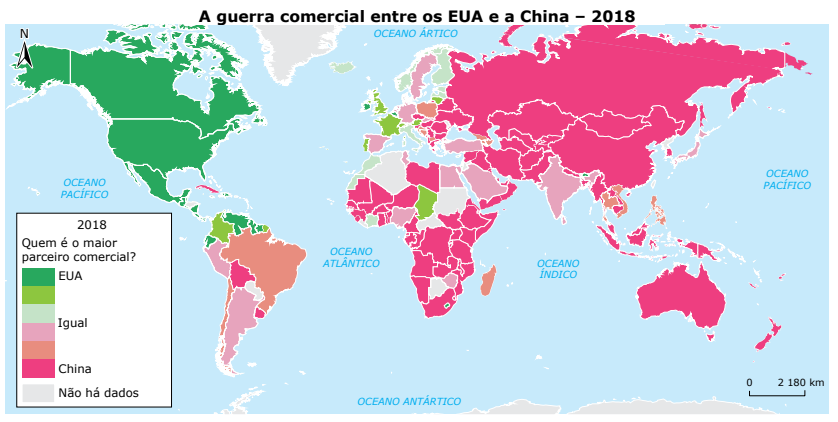 A guerra comercial entre os EUA e a China – 2018
N
OCEANO ÁRTICO
OCEANO
PACÍFICO
OCEANO
PACÍFICO
OCEANO
ATLÂNTICO
OCEANO
ÍNDICO
2018
Quem é o maior
parceiro comercial?
EUA
Igual
China
Não há dados
0 2 180 km
OCEANO ANTÁRTICO